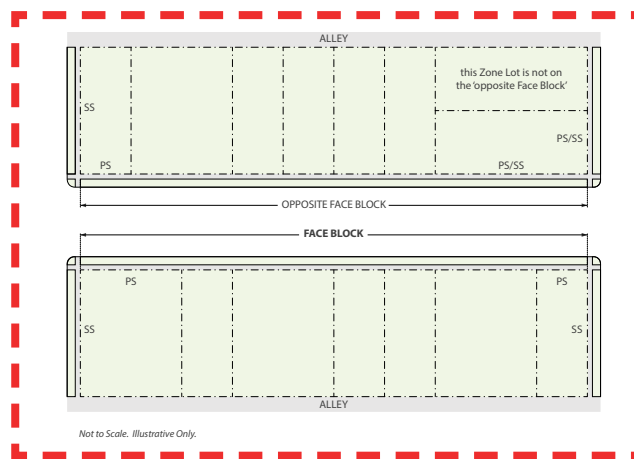 ALLEY
this Zone Lot is not on
the ‘opposite Face Block’
SS
PS/SS
PS
PS/SS
OPPOSITE FACE BLOCK
FACE BLOCK
PS
PS
SS
SS
ALLEY
Not to Scale. Illustrative Only.